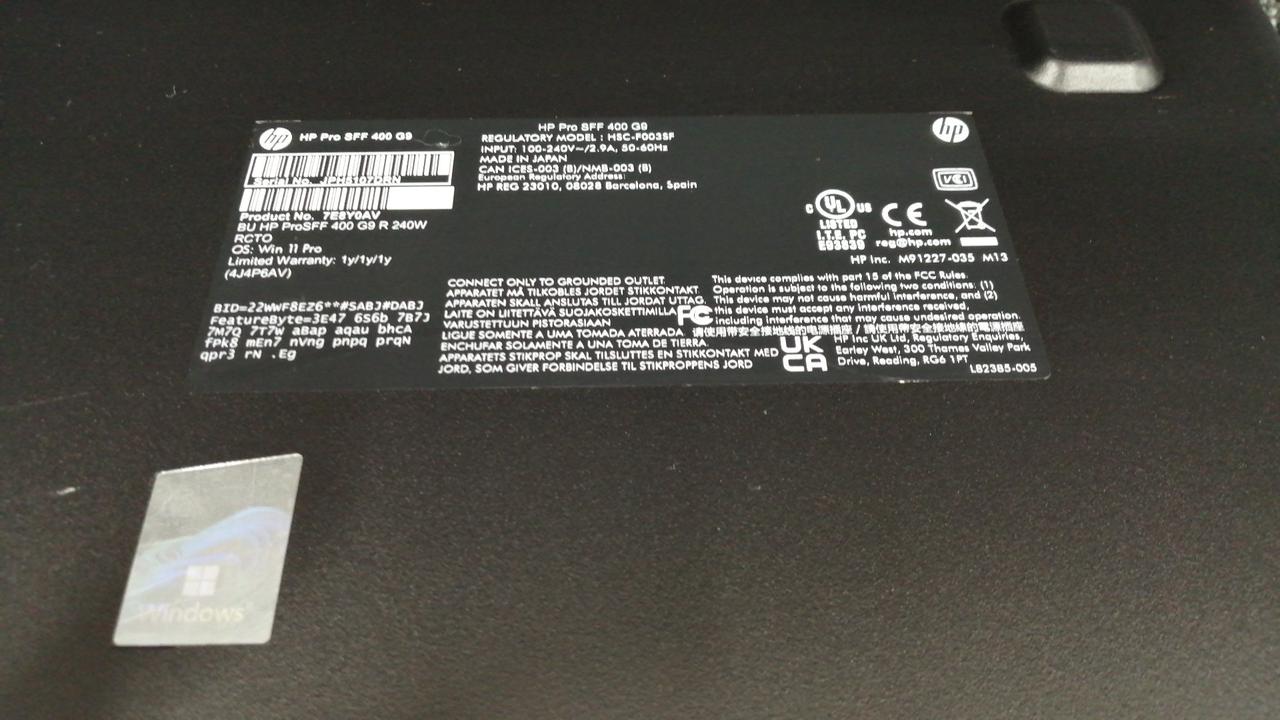 hp HP Pro SFF 400 G9
Serial No.
Product No. 7E8Y0AV
BU HP ProSFF 400 G9 R 240W
RCTO
OS: Win 11 Pro
Limited Warranty: 1y/1y/1y
(4J4P6AV)
BID=22WWF8EZ6**#SABJ#DABJ
FeatureByte=3E47 6S6b 7B7J
7M7Q 7T7W aBap aqau bhcA
fPk8 mEn7 nVng pnpq prqN
qpr3 rN .Eg
HP Pro SFF 400 G9
REGULATORY MODEL : HSC-F003SF
INPUT: 100-240V~/2.9A, 50-60Hz
MADE IN JAPAN
CAN ICES-003 (B)/NMB-003 (B)
European Regulatory Address:
HP REG 23010, 08028 Barcelona, Spain
hp
VCI
C UL US
LISTED
I.T.E. PC
E93839
CE
hp.com
reg@hp.com
HP Inc. M91227-035 M13
CONNECT ONLY TO GROUNDED OUTLET.
APPARATET MÅ TILKOBLES JORDET STIKKONTAKT.
APPARATEN SKALL ANSLUTAS TILL JORDAT UTTAG.
LAITE ON LIITETTÄVÄ SUOJAKOSKETTIMILLA
VARUSTETTUUN PISTORASIAAN
LIGUE SOMENTE A UMA TOMADA ATERRADA
ENCHUFAR SOLAMENTE A UNA TOMA DE TIERRA.
APPARATETS STIKPROP SKAL TILSLUTTES EN STIKKONTAKT MED
JORD, SOM GIVER FORBINDELSE TIL STIKPROPPENS JORD
FC
This device complies with part 15 of the FCC Rules.
Operation is subject to the following two conditions: (1)
This device may not cause harmful interference, and (2)
this device must accept any interference received,
including interference that may cause undesired operation.
请使用带安全接地线的电源插座 / 請使用帶安全接地線的電源插座
UK
CA
HP Inc UK Ltd, Regulatory Enquiries,
Earley West, 300 Thames Valley Park
Drive, Reading, RG6 1PT
L82385-005
Windows